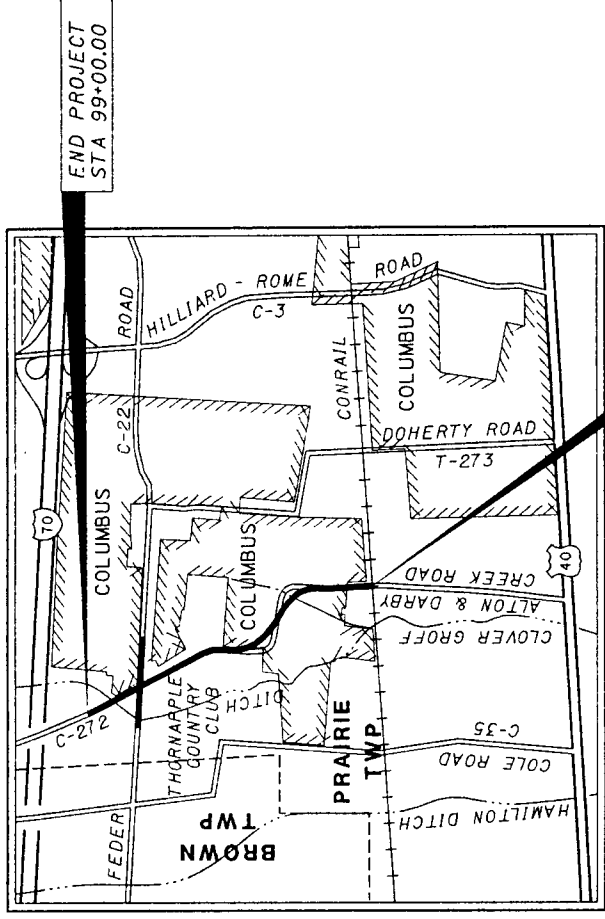 END PROJECT
STA 99+00.00
70
ROAD
C-22
HILLIARD - ROME
C-3
ROAD
COLUMBUS
COLUMBUS
CONRAIL
COLUMBUS
DOHERTY ROAD
T-273
C-272
THORNAPPLE
COUNTRY
CLUB
DITCH
FEDER
BROWN
TWP
PRAIRIE
TWP
CREEK ROAD
ALTON & DARBY
CLOVER GROFF
C-35
COLE ROAD
HAMILTON DITCH
40